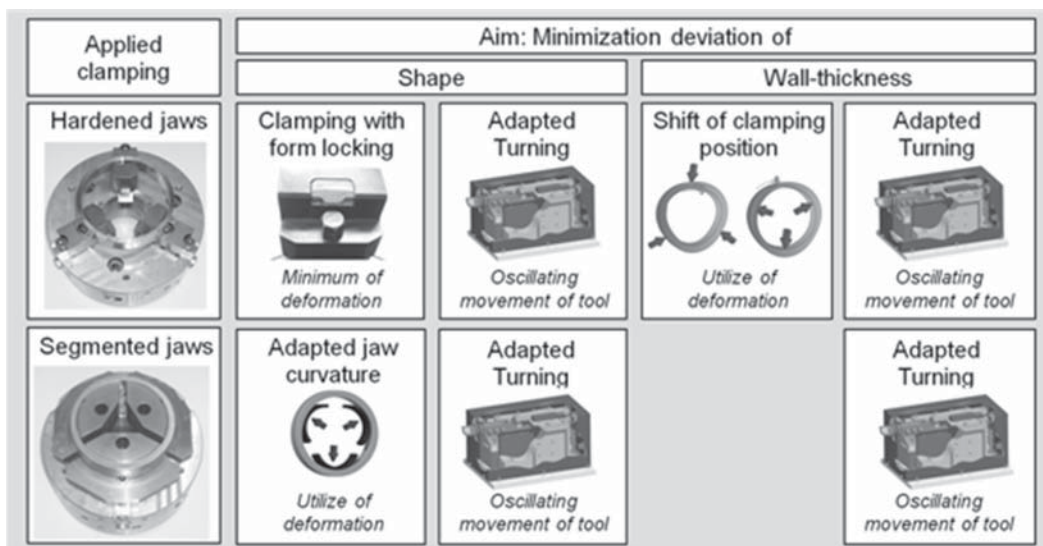 Applied
clamping
Aim: Minimization deviation of
Shape
Wall-thickness
Hardened jaws
Clamping with
form locking
Minimum of
deformation
Adapted
Turning
Oscillating
movement of tool
Shift of clamping
position
Utilize of
deformation
Adapted
Turning
Oscillating
movement of tool
Segmented jaws
Adapted jaw
curvature
Utilize of
deformation
Adapted
Turning
Oscillating
movement of tool
Adapted
Turning
Oscillating
movement of tool